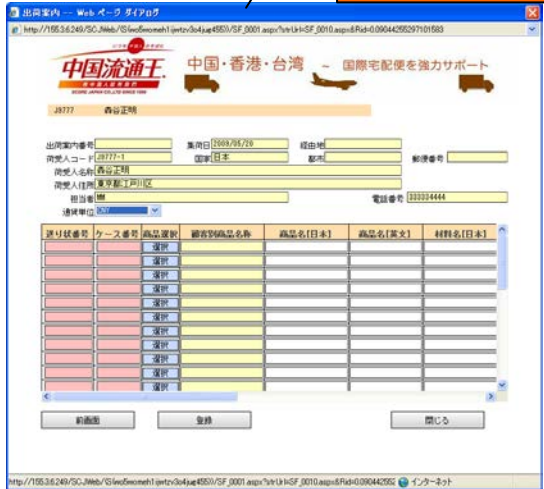 出荷案内 -- Web ページ ダイアログ
中国流通王.
SCORE JAPAN CO.,LTD SINCE 1995
中国・香港・台湾 ~ 国際宅配便を強力サポート
J9777 森谷正明
出荷案内番号 集荷日 2009/05/20 経由地
荷受人コード J9777-1 国家 日本 都市 郵便番号
荷受人名称 森谷正明
荷受人住所 東京都江戸川区
担当者 MM 電話番号 333334444
通貨単位 CNY
送り状番号 ケース番号 商品選択 顧客別商品名称 商品名[日本] 商品名[英文] 材料名[日本]
選択
選択
選択
選択
選択
選択
選択
選択
選択
選択
選択
前画面 登録 閉じる
インターネット